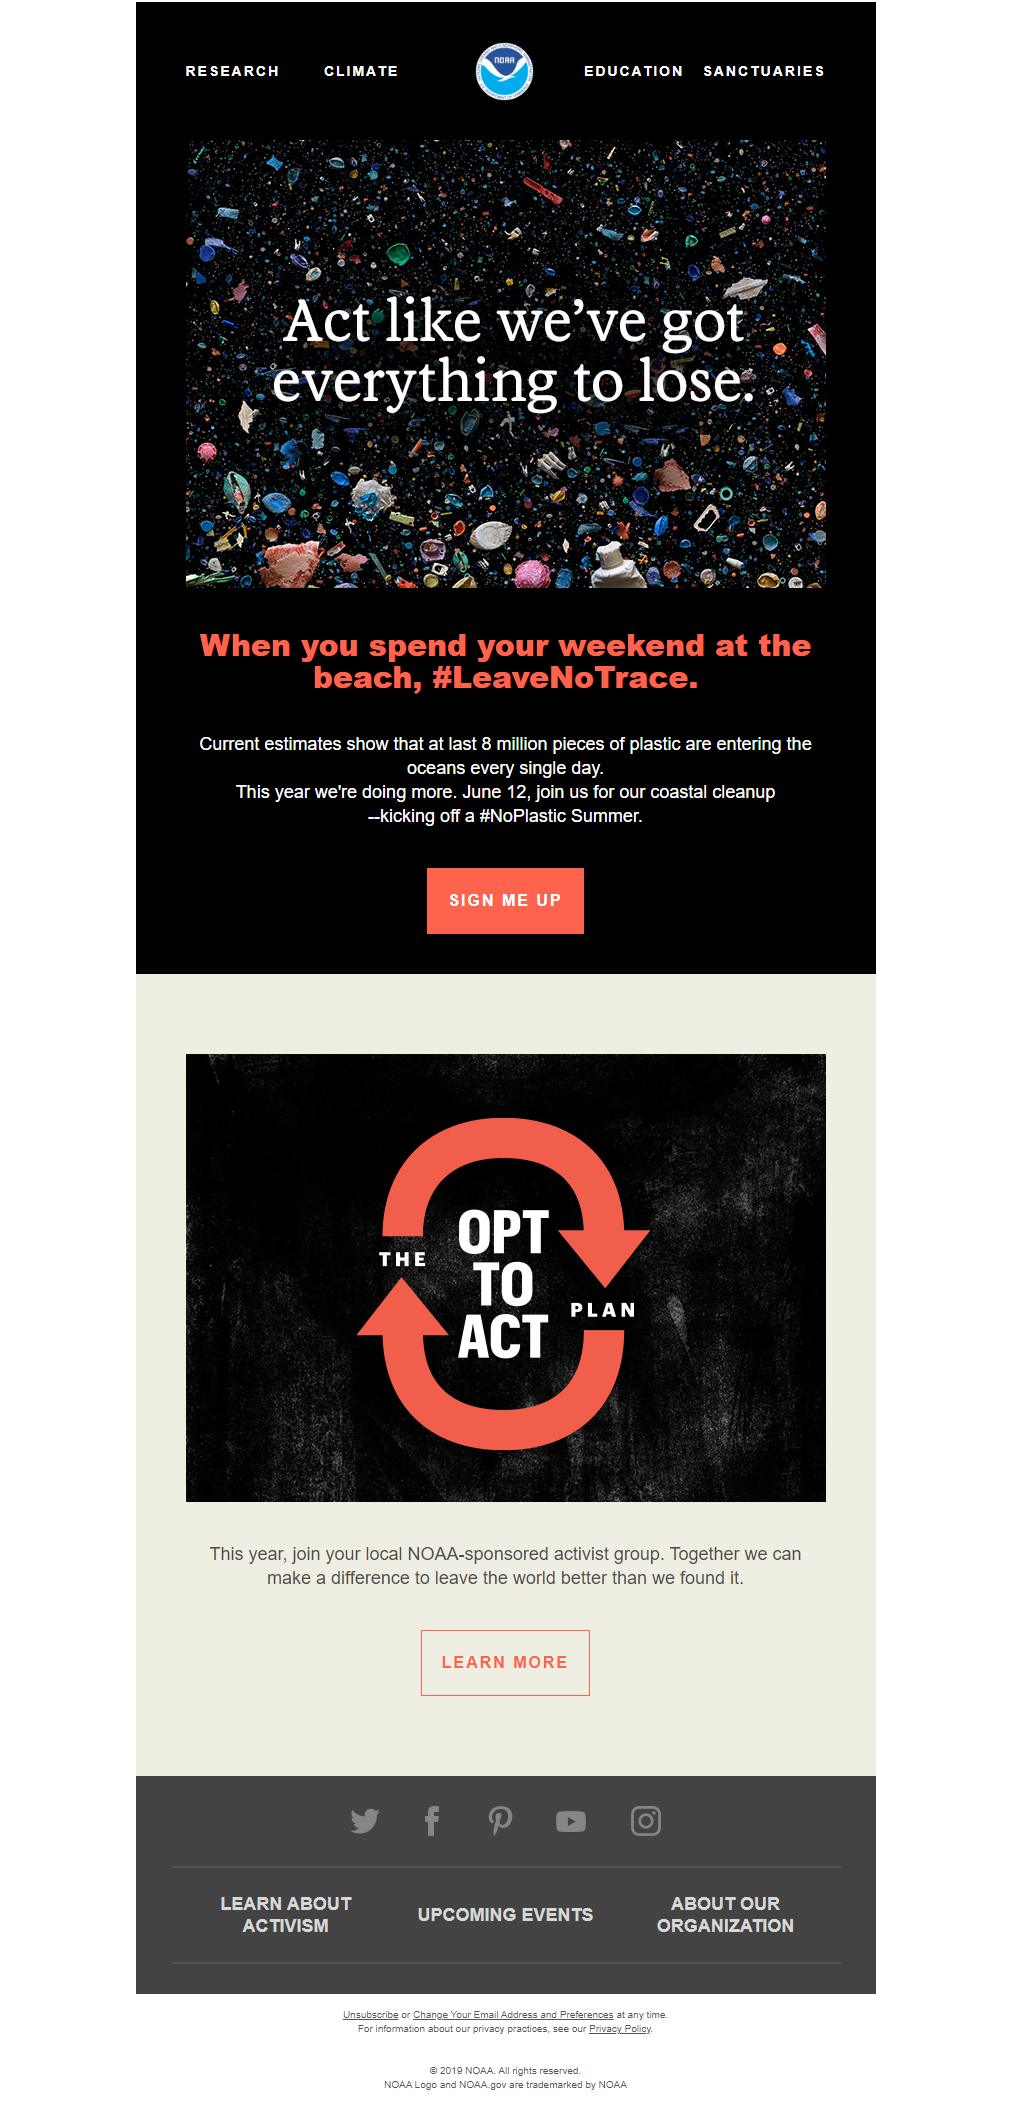 RESEARCH CLIMATE NOAA EDUCATION SANCTUARIES
Act like we’ve got
everything to lose.
When you spend your weekend at the
beach, #LeaveNoTrace.
Current estimates show that at last 8 million pieces of plastic are entering the
oceans every single day.
This year we're doing more. June 12, join us for our coastal cleanup
--kicking off a #NoPlastic Summer.
SIGN ME UP
THE
OPT
TO
ACT
PLAN
This year, join your local NOAA-sponsored activist group. Together we can
make a difference to leave the world better than we found it.
LEARN MORE
LEARN ABOUT
ACTIVISM
UPCOMING EVENTS
ABOUT OUR
ORGANIZATION
Unsubscribe or Change Your Email Address and Preferences at any time.
For information about our privacy practices, see our Privacy Policy.
© 2019 NOAA. All rights reserved.
NOAA Logo and NOAA.gov are trademarked by NOAA